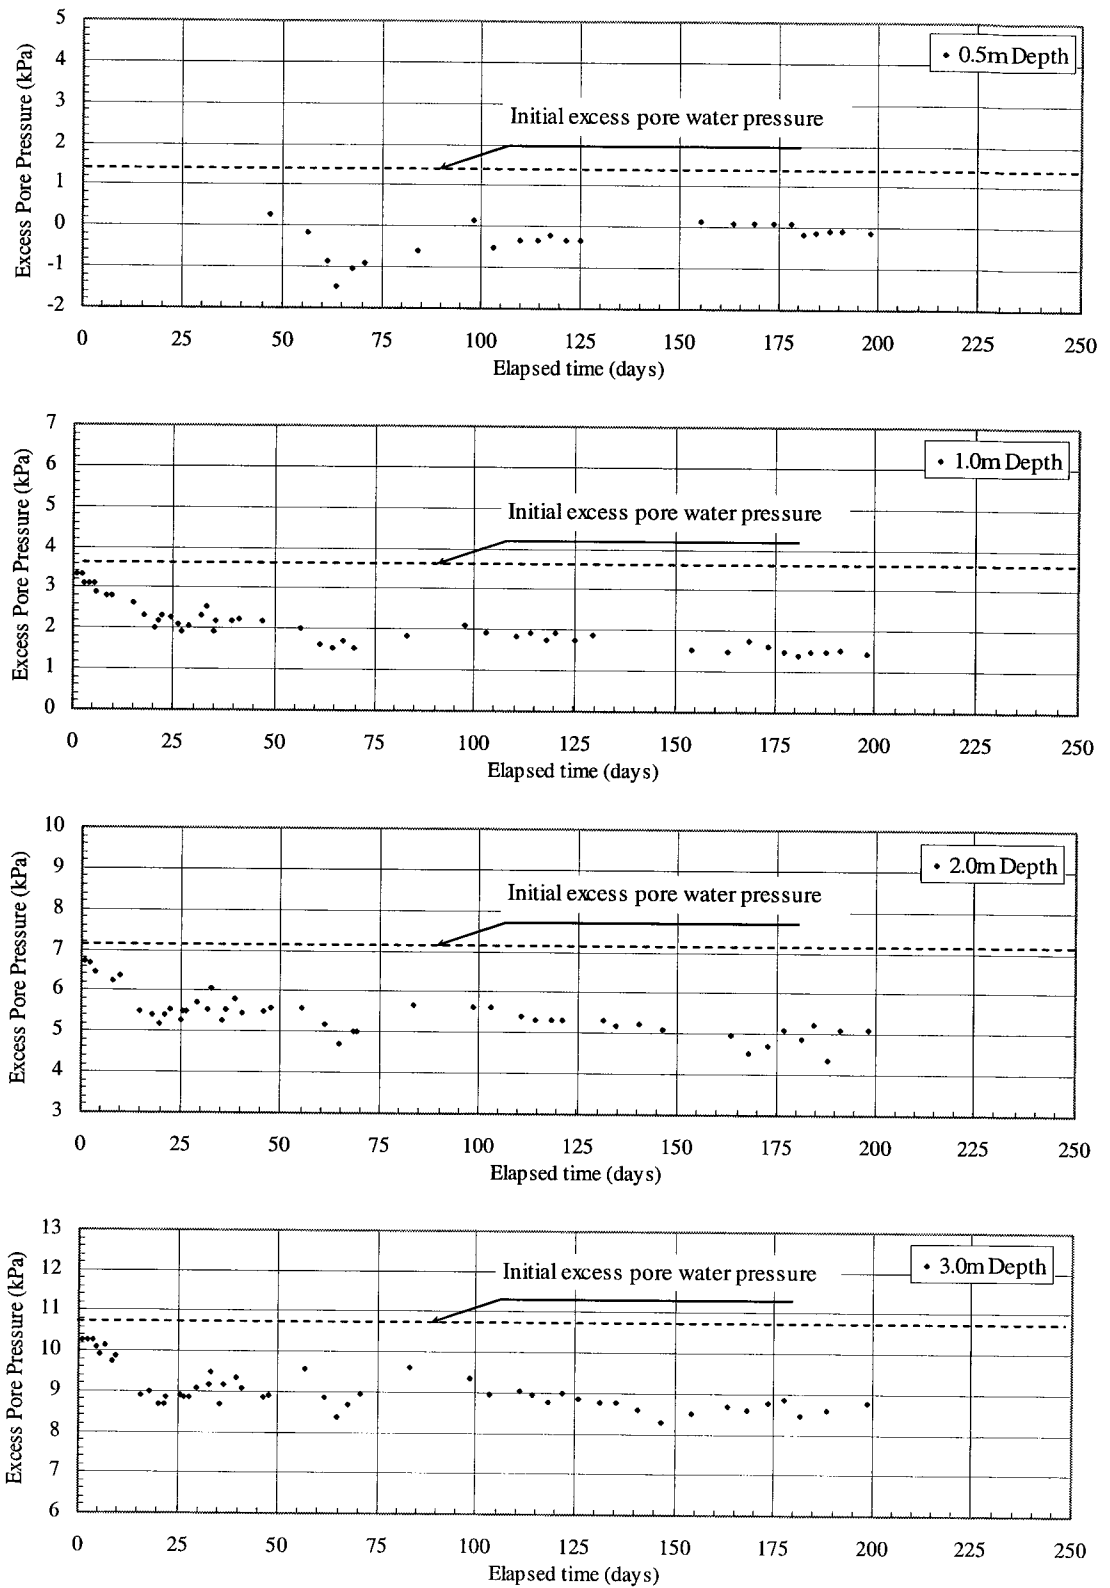 5
4
3
2
1
0
-1
-2
Excess Pore Pressure (kPa)
0.5m Depth
Initial excess pore water pressure
0 25 50 75 100 125 150 175 200 225 250
Elapsed time (days)
7
6
5
4
3
2
1
0
Excess Pore Pressure (kPa)
1.0m Depth
Initial excess pore water pressure
0 25 50 75 100 125 150 175 200 225 250
Elapsed time (days)
10
9
8
7
6
5
4
3
Excess Pore Pressure (kPa)
2.0m Depth
Initial excess pore water pressure
0 25 50 75 100 125 150 175 200 225 250
Elapsed time (days)
13
12
11
10
9
8
7
6
Excess Pore Pressure (kPa)
3.0m Depth
Initial excess pore water pressure
0 25 50 75 100 125 150 175 200 225 250
Elapsed time (days)